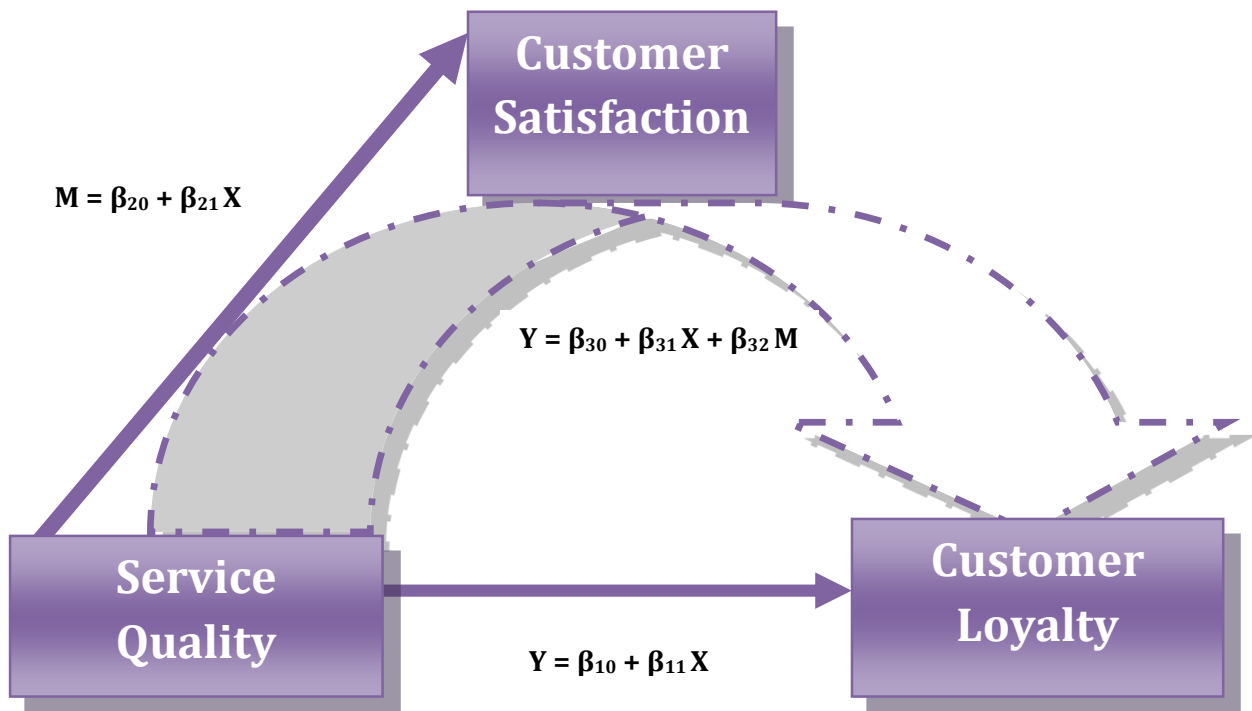 Customer
Satisfaction
M = β₂₀ + β₂₁ X
Y = β₃₀ + β₃₁ X + β₃₂ M
Service
Quality
Customer
Loyalty
Y = β₁₀ + β₁₁ X